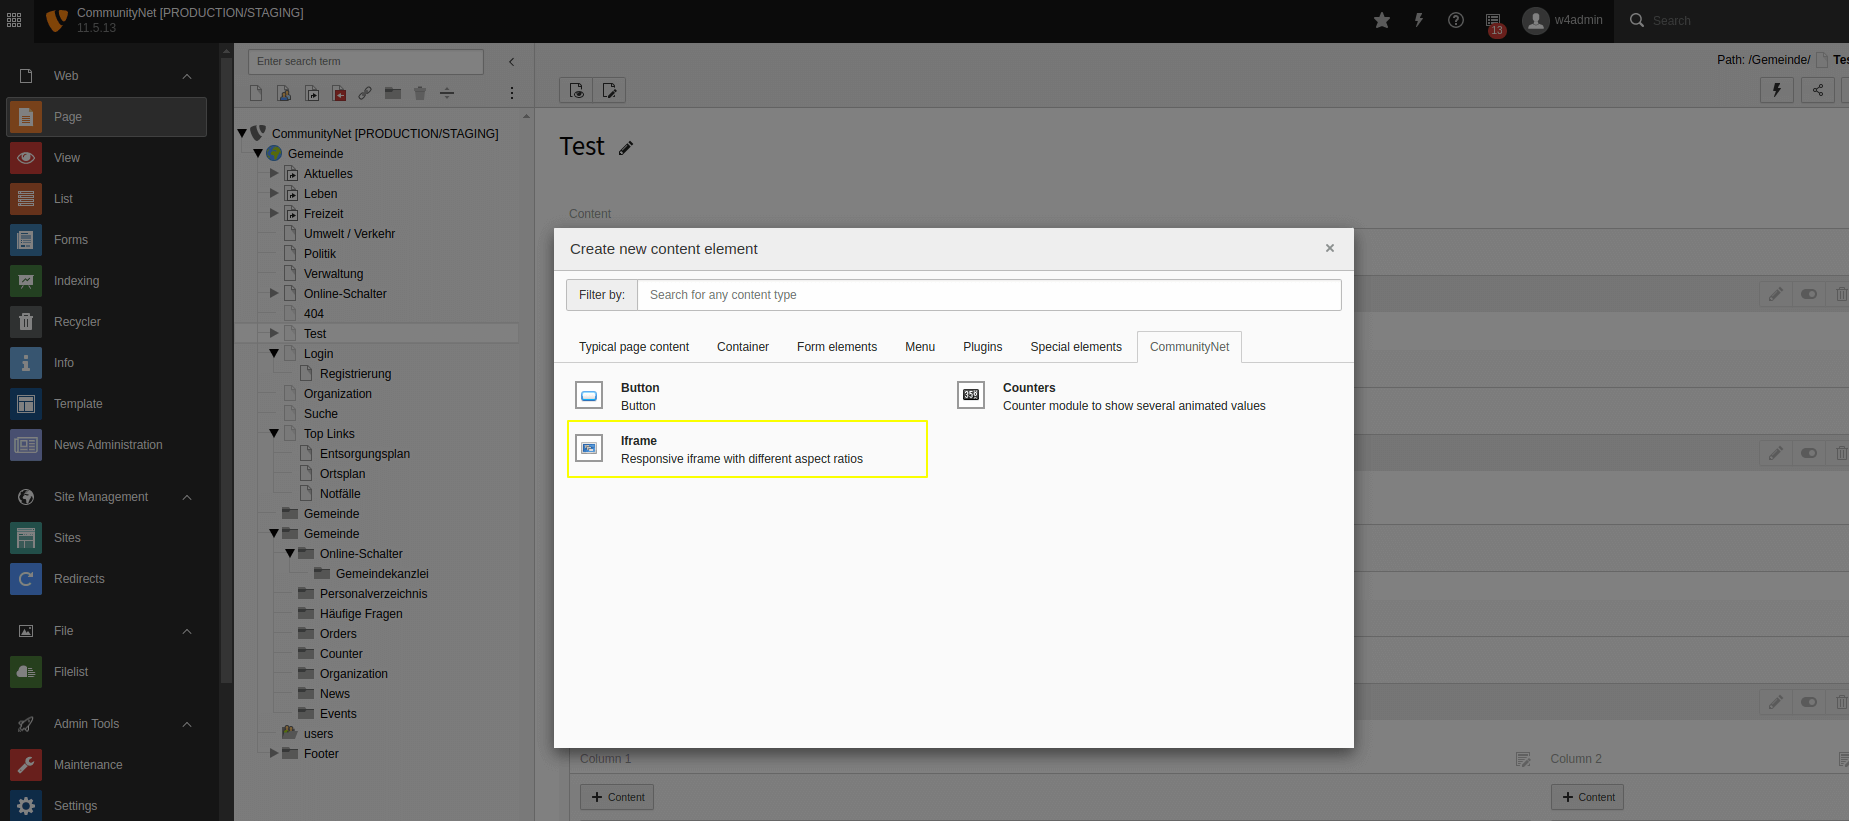 CommunityNet [PRODUCTION/STAGING]
11.5.13
13
w4admin
Search
Web
Page
View
List
Forms
Indexing
Recycler
Info
Template
News Administration
Site Management
Sites
Redirects
File
Filelist
Admin Tools
Maintenance
Settings
Enter search term
CommunityNet [PRODUCTION/STAGING]
Gemeinde
Aktuelles
Leben
Freizeit
Umwelt / Verkehr
Politik
Verwaltung
Online-Schalter
404
Test
Login
Registrierung
Organization
Suche
Top Links
Entsorgungsplan
Ortsplan
Notfälle
Gemeinde
Gemeinde
Online-Schalter
Gemeindekanzlei
Personalverzeichnis
Häufige Fragen
Orders
Counter
Organization
News
Events
users
Footer
Path: /Gemeinde/ Tes
Test
Content
Create new content element
Filter by: Search for any content type
Typical page content Container Form elements Menu Plugins Special elements CommunityNet
Button
Button
Counters
Counter module to show several animated values
Iframe
Responsive iframe with different aspect ratios
Column 1 Column 2
+ Content + Content